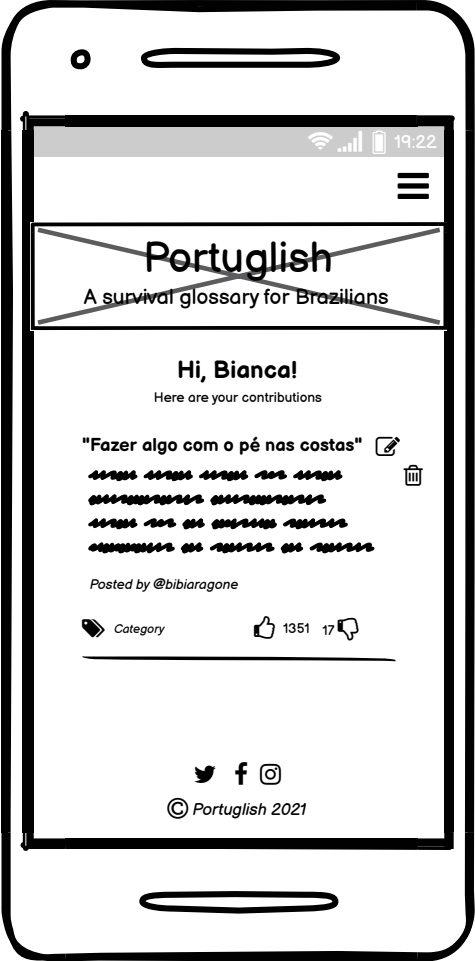 19:22
Portuglish
A survival glossary for Brazilians
Hi, Bianca!
Here are your contributions
"Fazer algo com o pé nas costas"
Posted by @bibiaragone
Category 1351 17
© Portuglish 2021